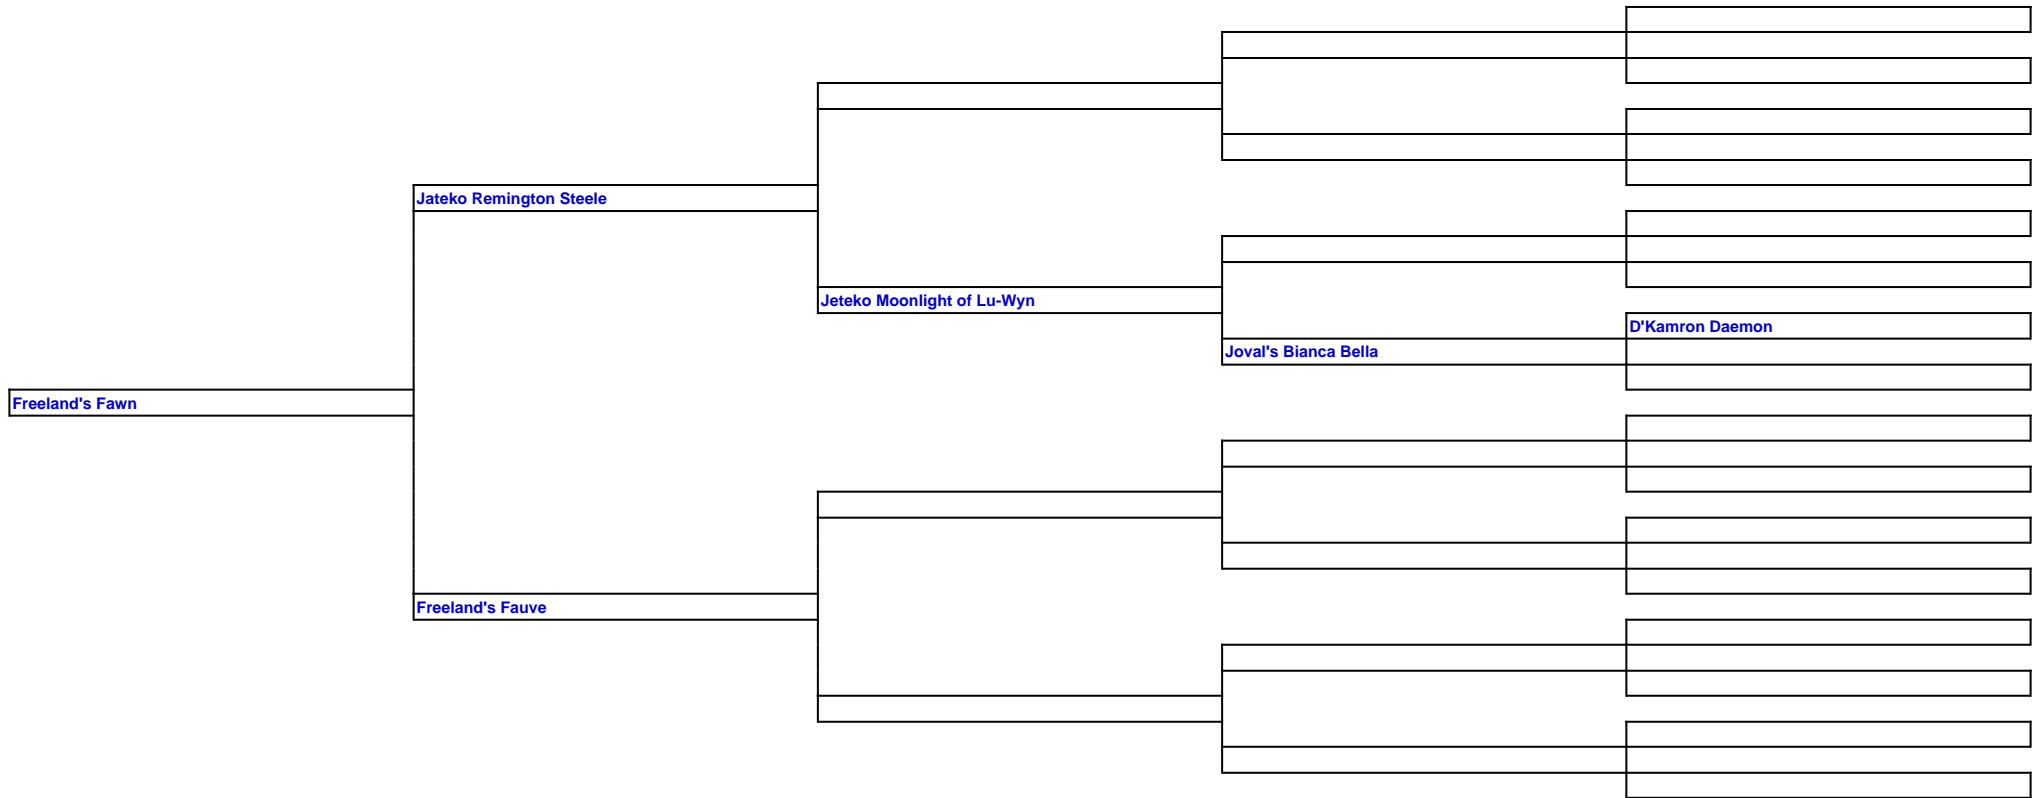 Jateko Remington Steele
Jeteko Moonlight of Lu-Wyn
D'Kamron Daemon
Joval's Bianca Bella
Freeland's Fawn
Freeland's Fauve